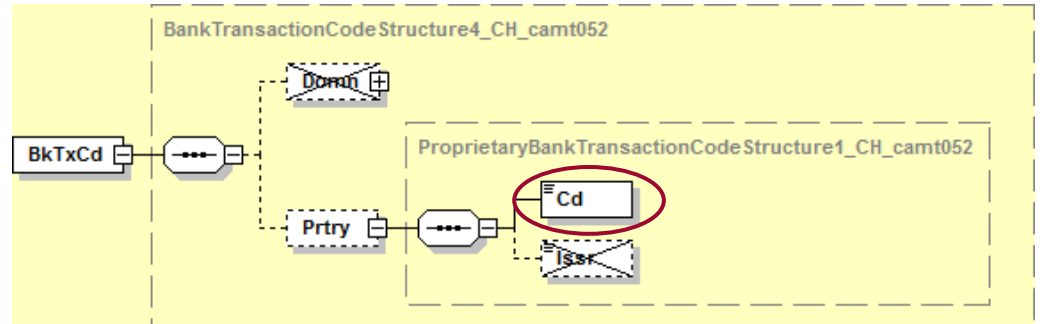 BankTransactionCodeStructure4_CH_camt052
Domn
ProprietaryBankTransactionCodeStructure1_CH_camt052
BkTxCd
Cd
Prtry
Issr